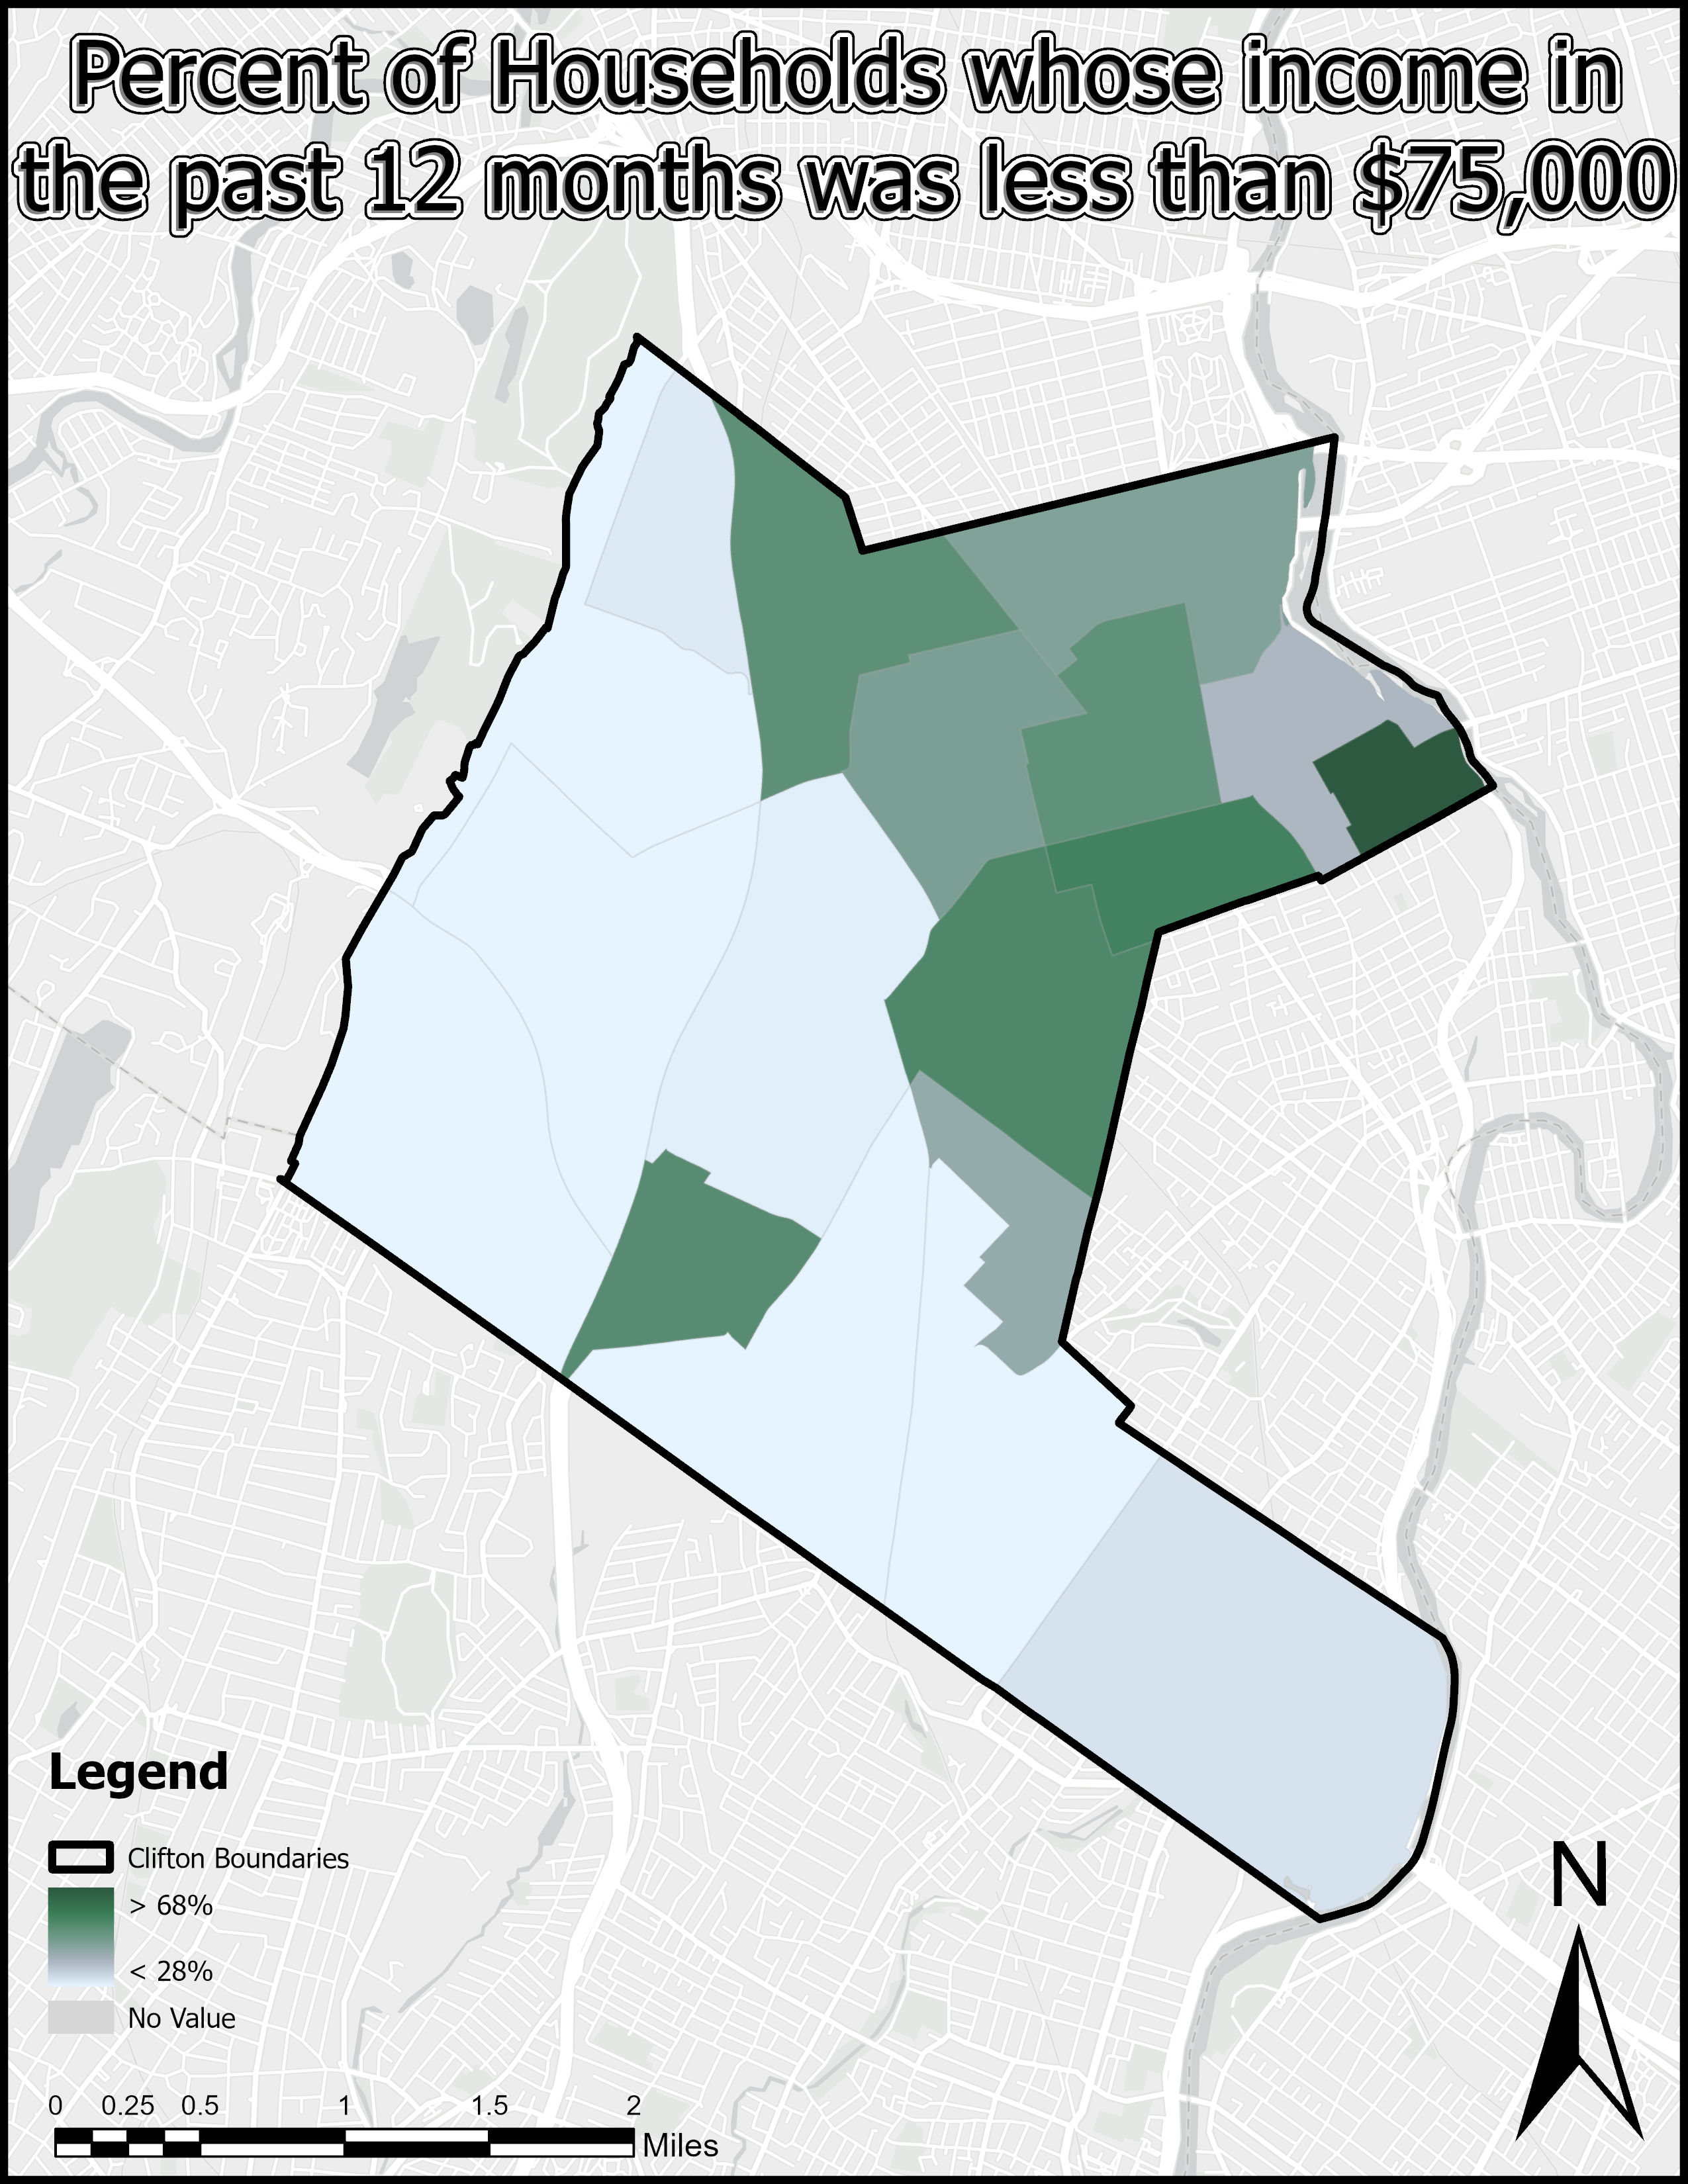 Percent of Households whose income in
the past 12 months was less than $75,000
Legend
Clifton Boundaries
> 68%
< 28%
No Value
N
0 0.25 0.5 1 1.5 2
Miles